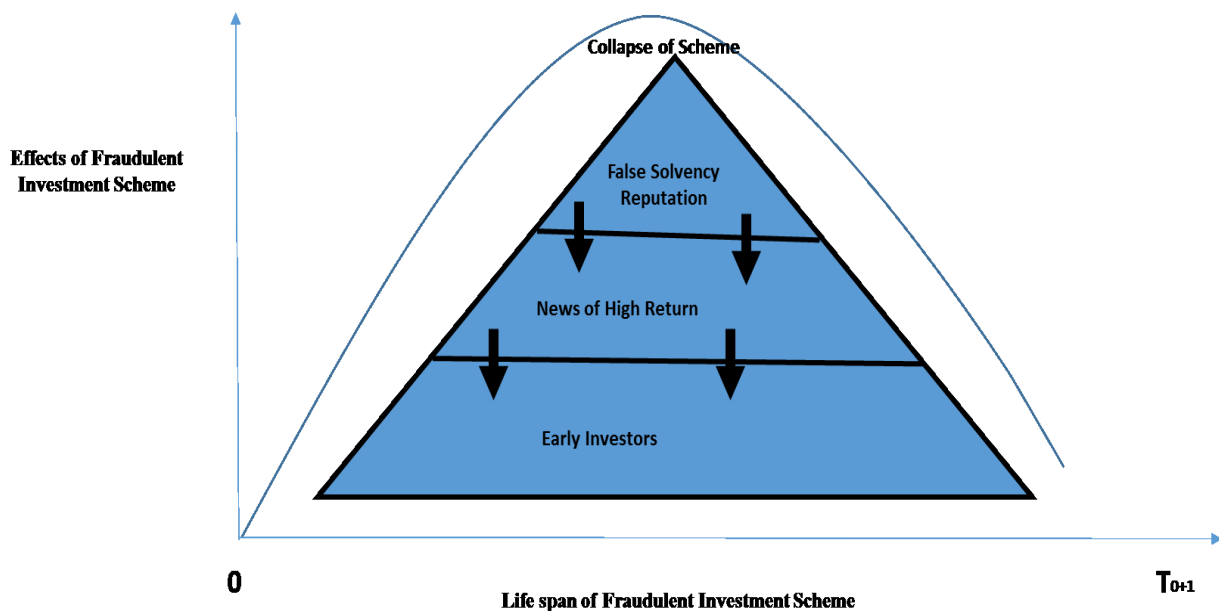 Collapse of Scheme
Effects of Fraudulent
Investment Scheme
False Solvency
Reputation
News of High Return
Early Investors
0
T0+1
Life span of Fraudulent Investment Scheme